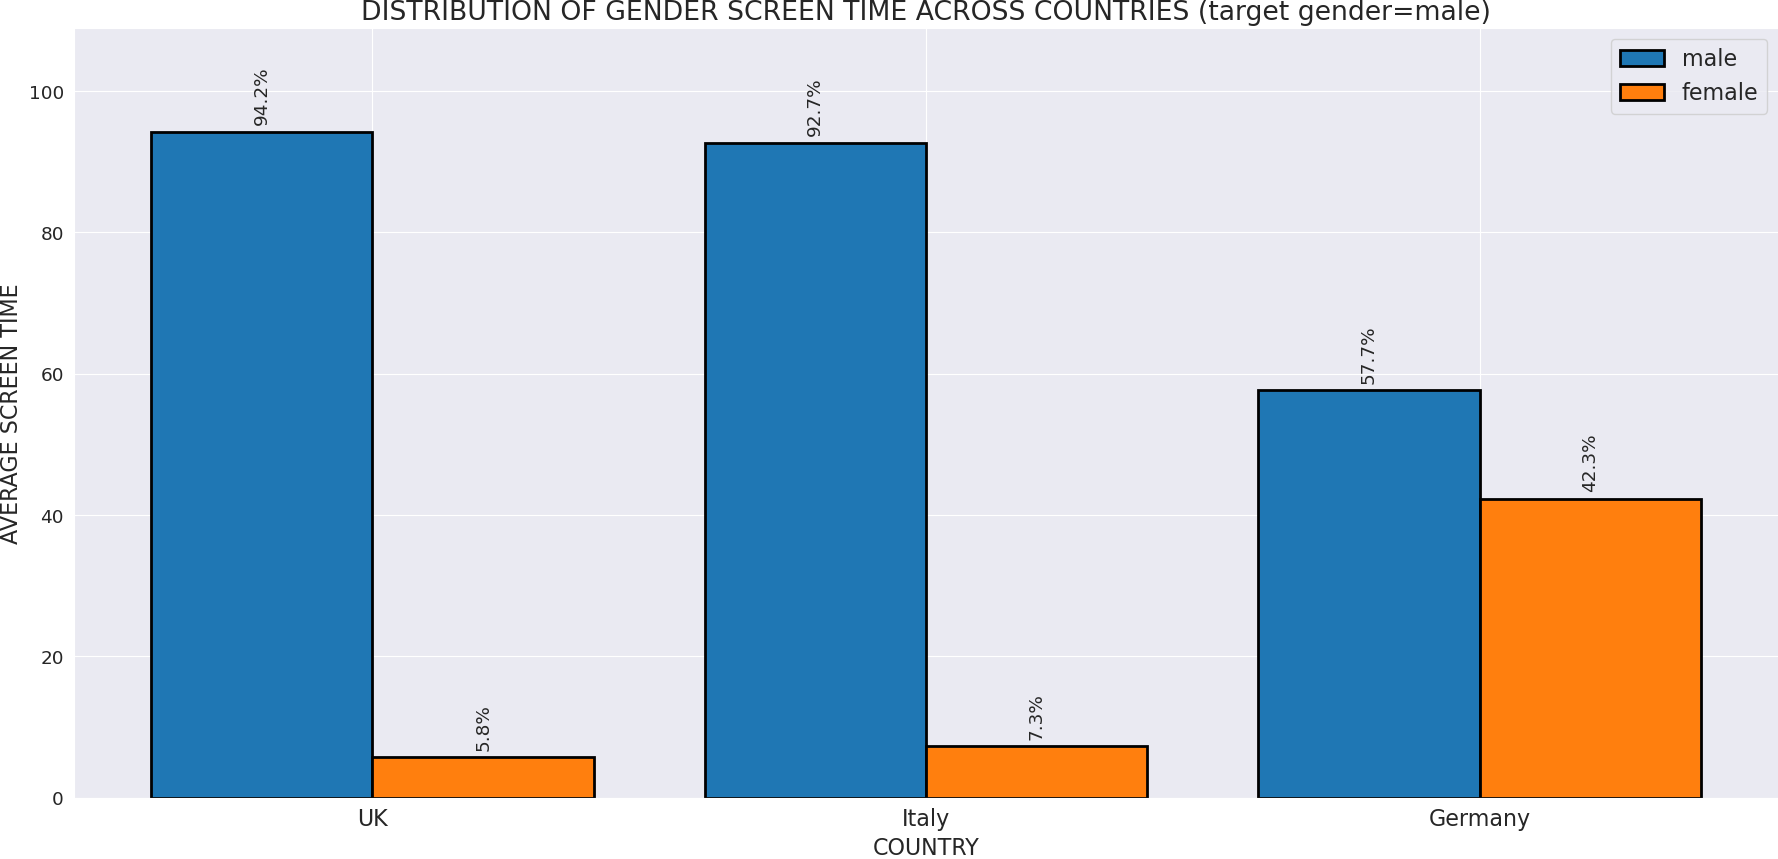 DISTRIBUTION OF GENDER SCREEN TIME ACROSS COUNTRIES (target gender=male)
male
female
AVERAGE SCREEN TIME
100
80
60
40
20
0
94.2%
5.8%
92.7%
7.3%
57.7%
42.3%
UK
Italy
Germany
COUNTRY